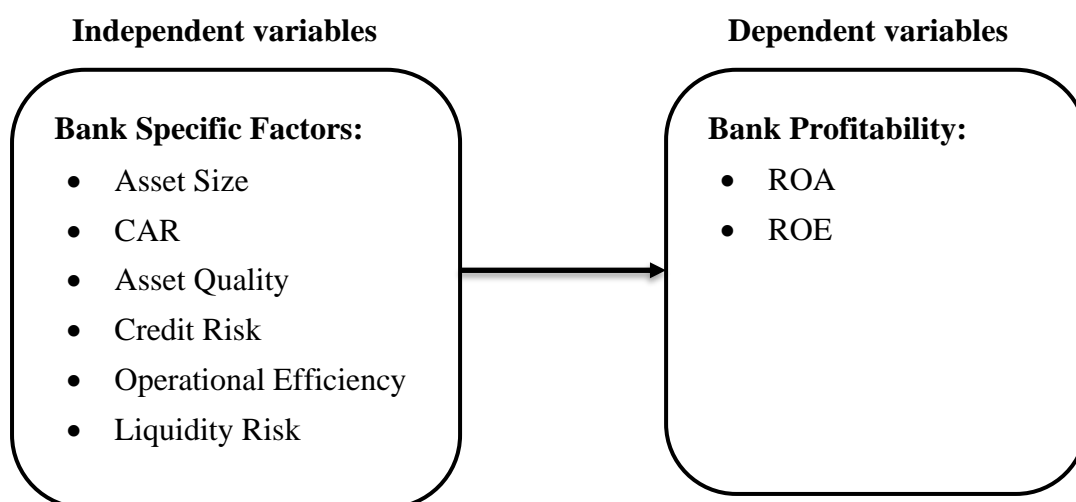 Independent variables
Bank Specific Factors:
• Asset Size
• CAR
• Asset Quality
• Credit Risk
• Operational Efficiency
• Liquidity Risk
Dependent variables
Bank Profitability:
• ROA
• ROE